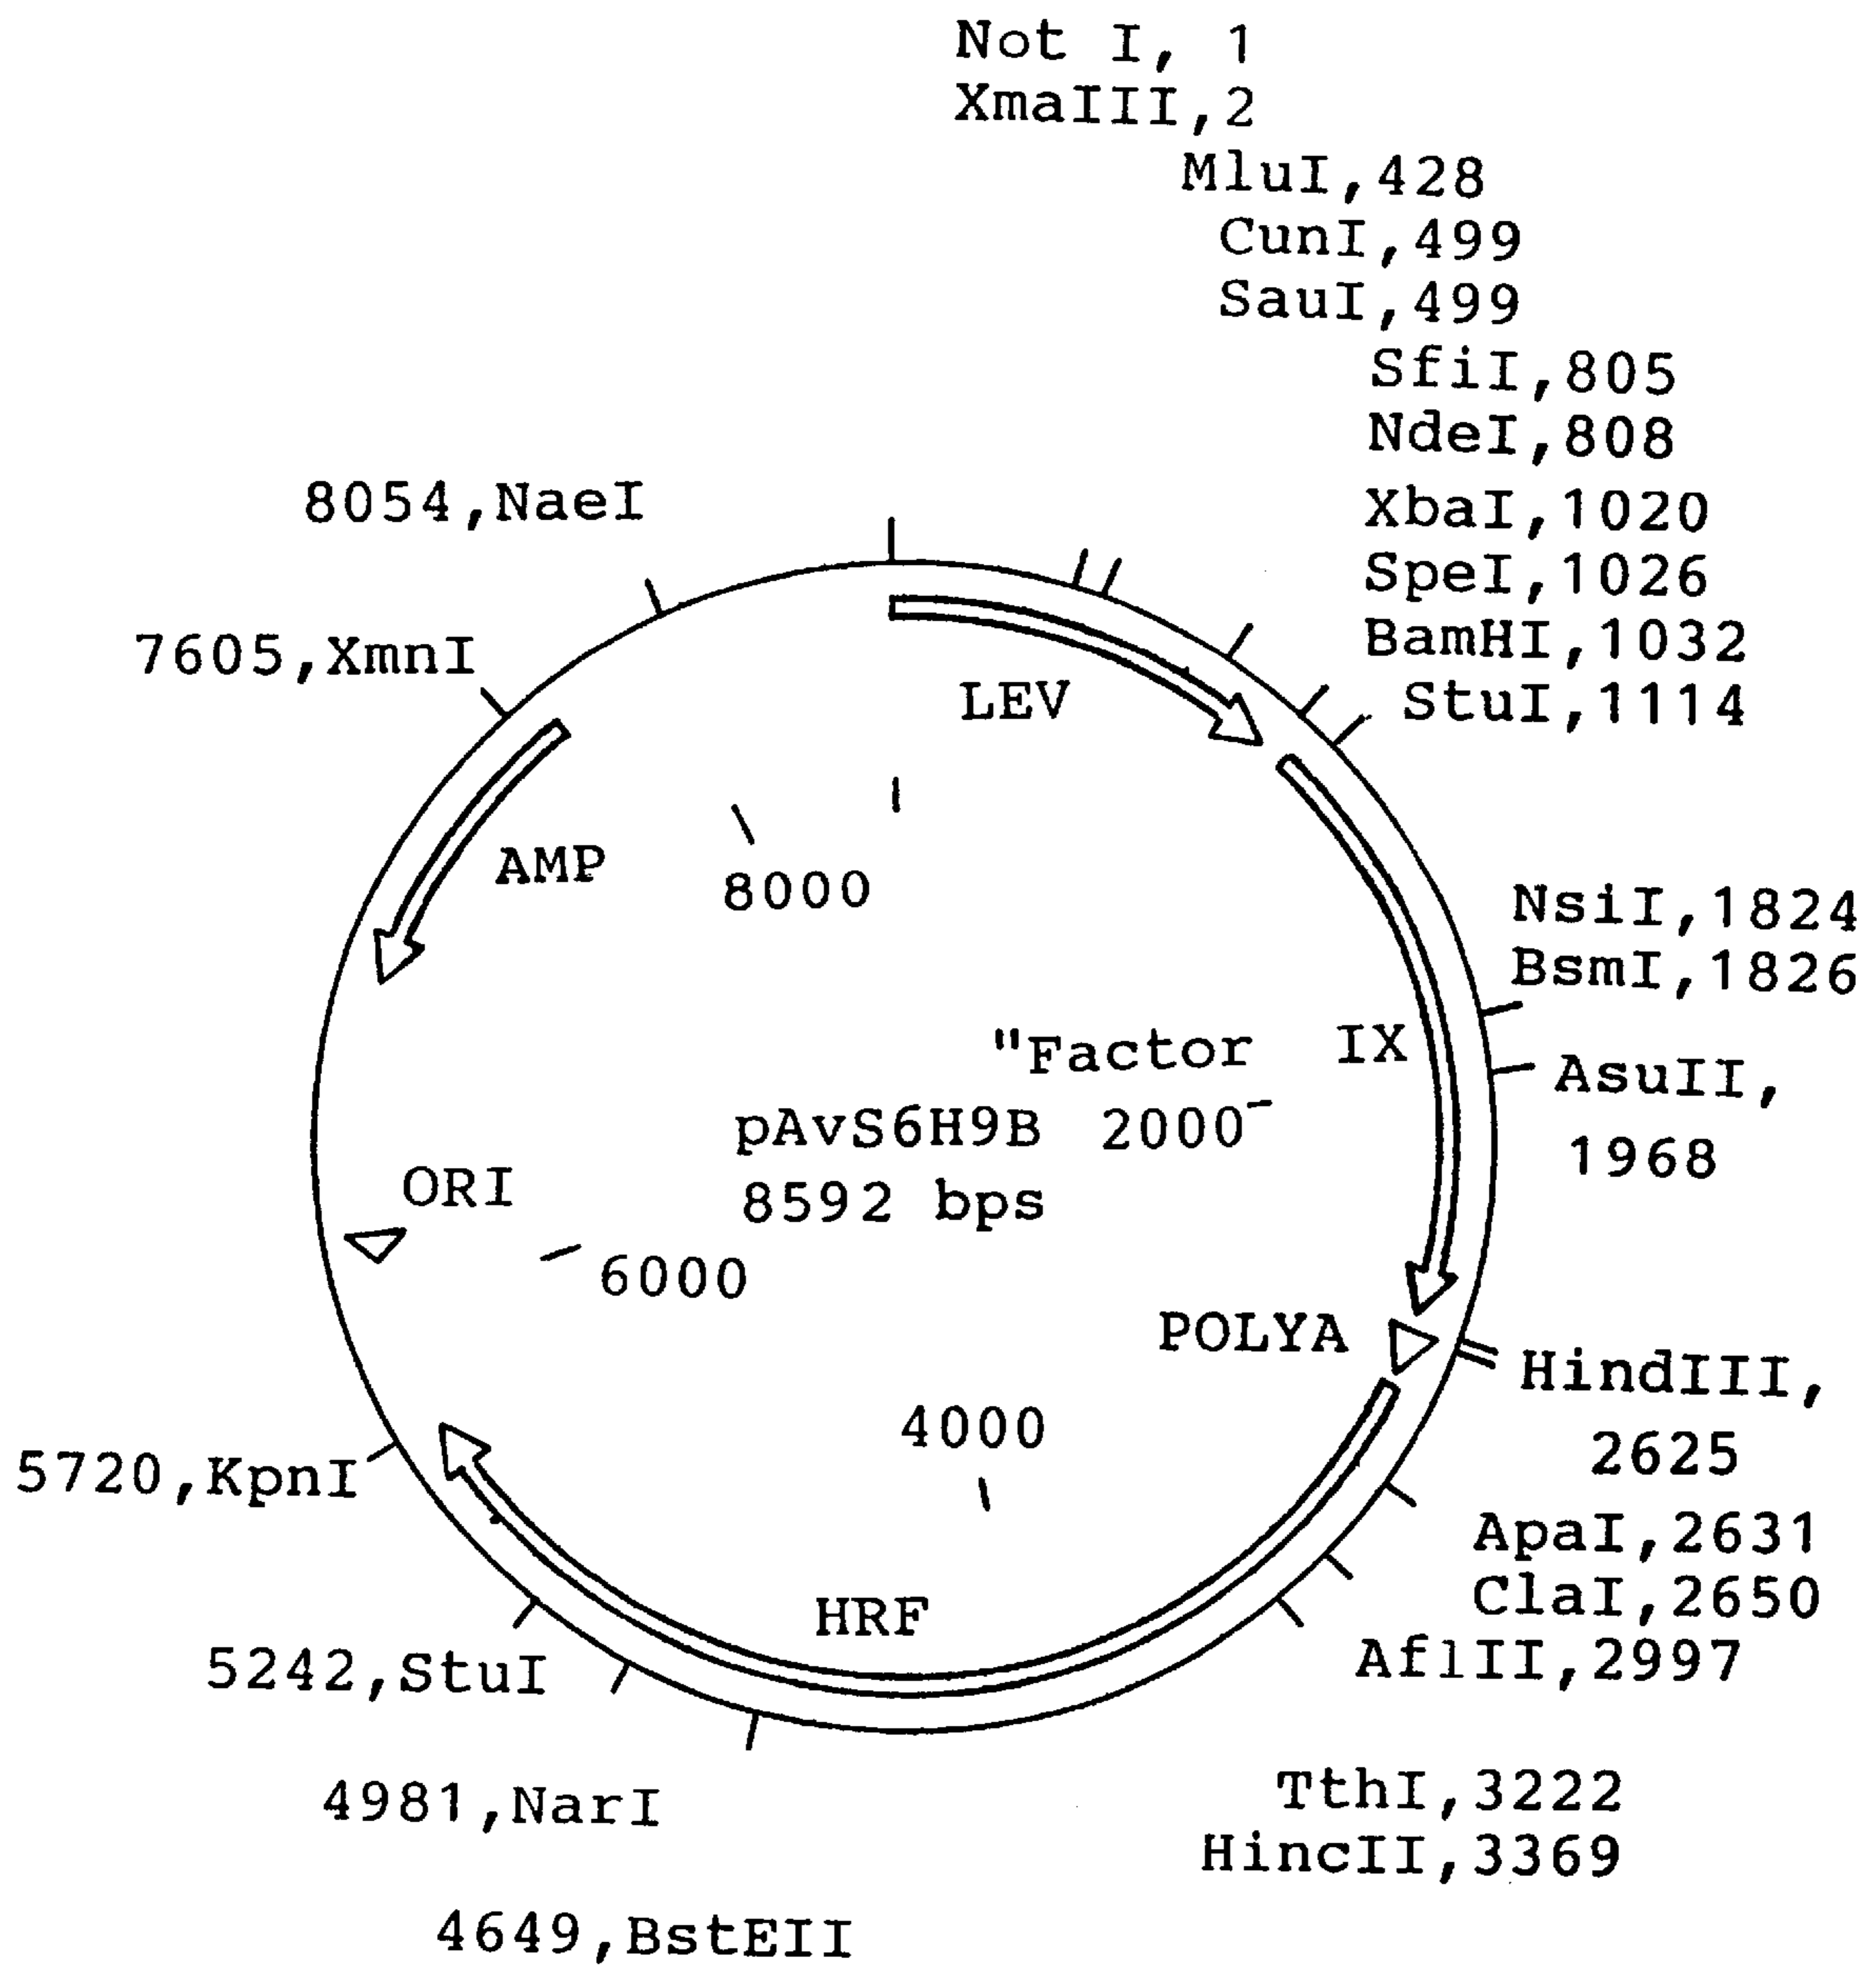 Not I, 1
XmaIII,2
MluI,428
CunI,499
SauI,499
SfiI,805
NdeI,808
XbaI,1020
SpeI,1026
BamHI,1032
StuI,1114
8054,NaeI
7605,XmnI
LEV
AMP
8000
NsiI,1824
BsmI,1826
"Factor IX
AsuII,
1968
pAvS6H9B
2000
8592 bps
ORI
6000
POLYA
HindIII,
2625
4000
5720,KpnI
ApaI,2631
ClaI,2650
AflII,2997
HRF
5242,StuI
4981,NarI
TthI,3222
HincII,3369
4649,BstEII